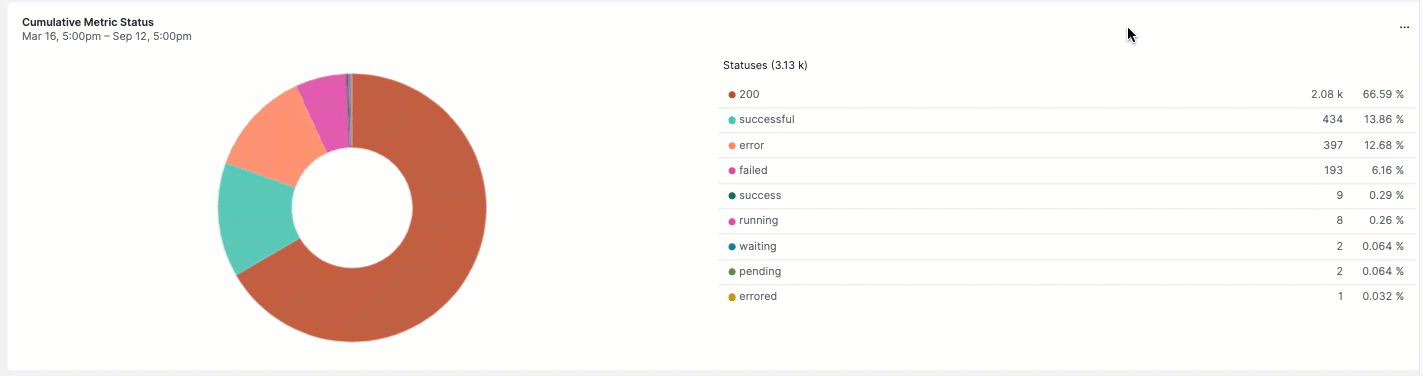 Cumulative Metric Status
Mar 16, 5:00pm – Sep 12, 5:00pm
...
Statuses (3.13 k)
200 2.08 k 66.59 %
successful 434 13.86 %
error 397 12.68 %
failed 193 6.16 %
success 9 0.29 %
running 8 0.26 %
waiting 2 0.064 %
pending 2 0.064 %
errored 1 0.032 %